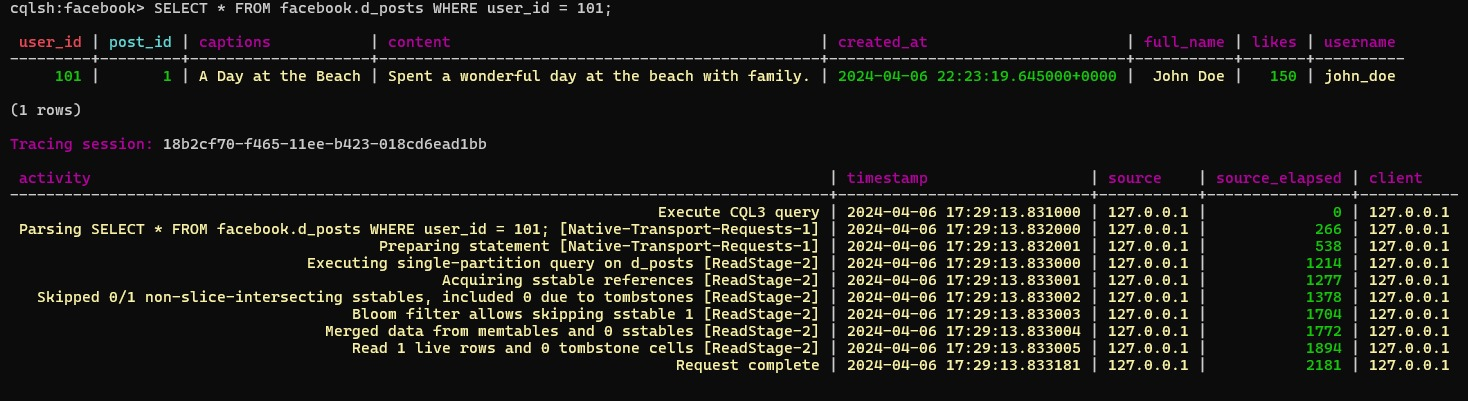 cqlsh:facebook> SELECT * FROM facebook.d_posts WHERE user_id = 101;
user_id | post_id | captions | content | created_at | full_name | likes | username
101 | 1 | A Day at the Beach | Spent a wonderful day at the beach with family. | 2024-04-06 22:23:19.645000+0000 | John Doe | 150 | john_doe
(1 rows)
Tracing session: 18b2cf70-f465-11ee-b423-018cd6ead1bb
activity | timestamp | source | source_elapsed | client
Execute CQL3 query | 2024-04-06 17:29:13.831000 | 127.0.0.1 | 0 | 127.0.0.1
Parsing SELECT * FROM facebook.d_posts WHERE user_id = 101; [Native-Transport-Requests-1] | 2024-04-06 17:29:13.832000 | 127.0.0.1 | 266 | 127.0.0.1
Preparing statement [Native-Transport-Requests-1] | 2024-04-06 17:29:13.832001 | 127.0.0.1 | 538 | 127.0.0.1
Executing single-partition query on d_posts [ReadStage-2] | 2024-04-06 17:29:13.833000 | 127.0.0.1 | 1214 | 127.0.0.1
Acquiring sstable references [ReadStage-2] | 2024-04-06 17:29:13.833001 | 127.0.0.1 | 1277 | 127.0.0.1
Skipped 0/1 non-slice-intersecting sstables, included 0 due to tombstones [ReadStage-2] | 2024-04-06 17:29:13.833002 | 127.0.0.1 | 1378 | 127.0.0.1
Bloom filter allows skipping sstable 1 [ReadStage-2] | 2024-04-06 17:29:13.833003 | 127.0.0.1 | 1704 | 127.0.0.1
Merged data from memtables and 0 sstables [ReadStage-2] | 2024-04-06 17:29:13.833004 | 127.0.0.1 | 1772 | 127.0.0.1
Read 1 live rows and 0 tombstone cells [ReadStage-2] | 2024-04-06 17:29:13.833005 | 127.0.0.1 | 1894 | 127.0.0.1
Request complete | 2024-04-06 17:29:13.833181 | 127.0.0.1 | 2181 | 127.0.0.1